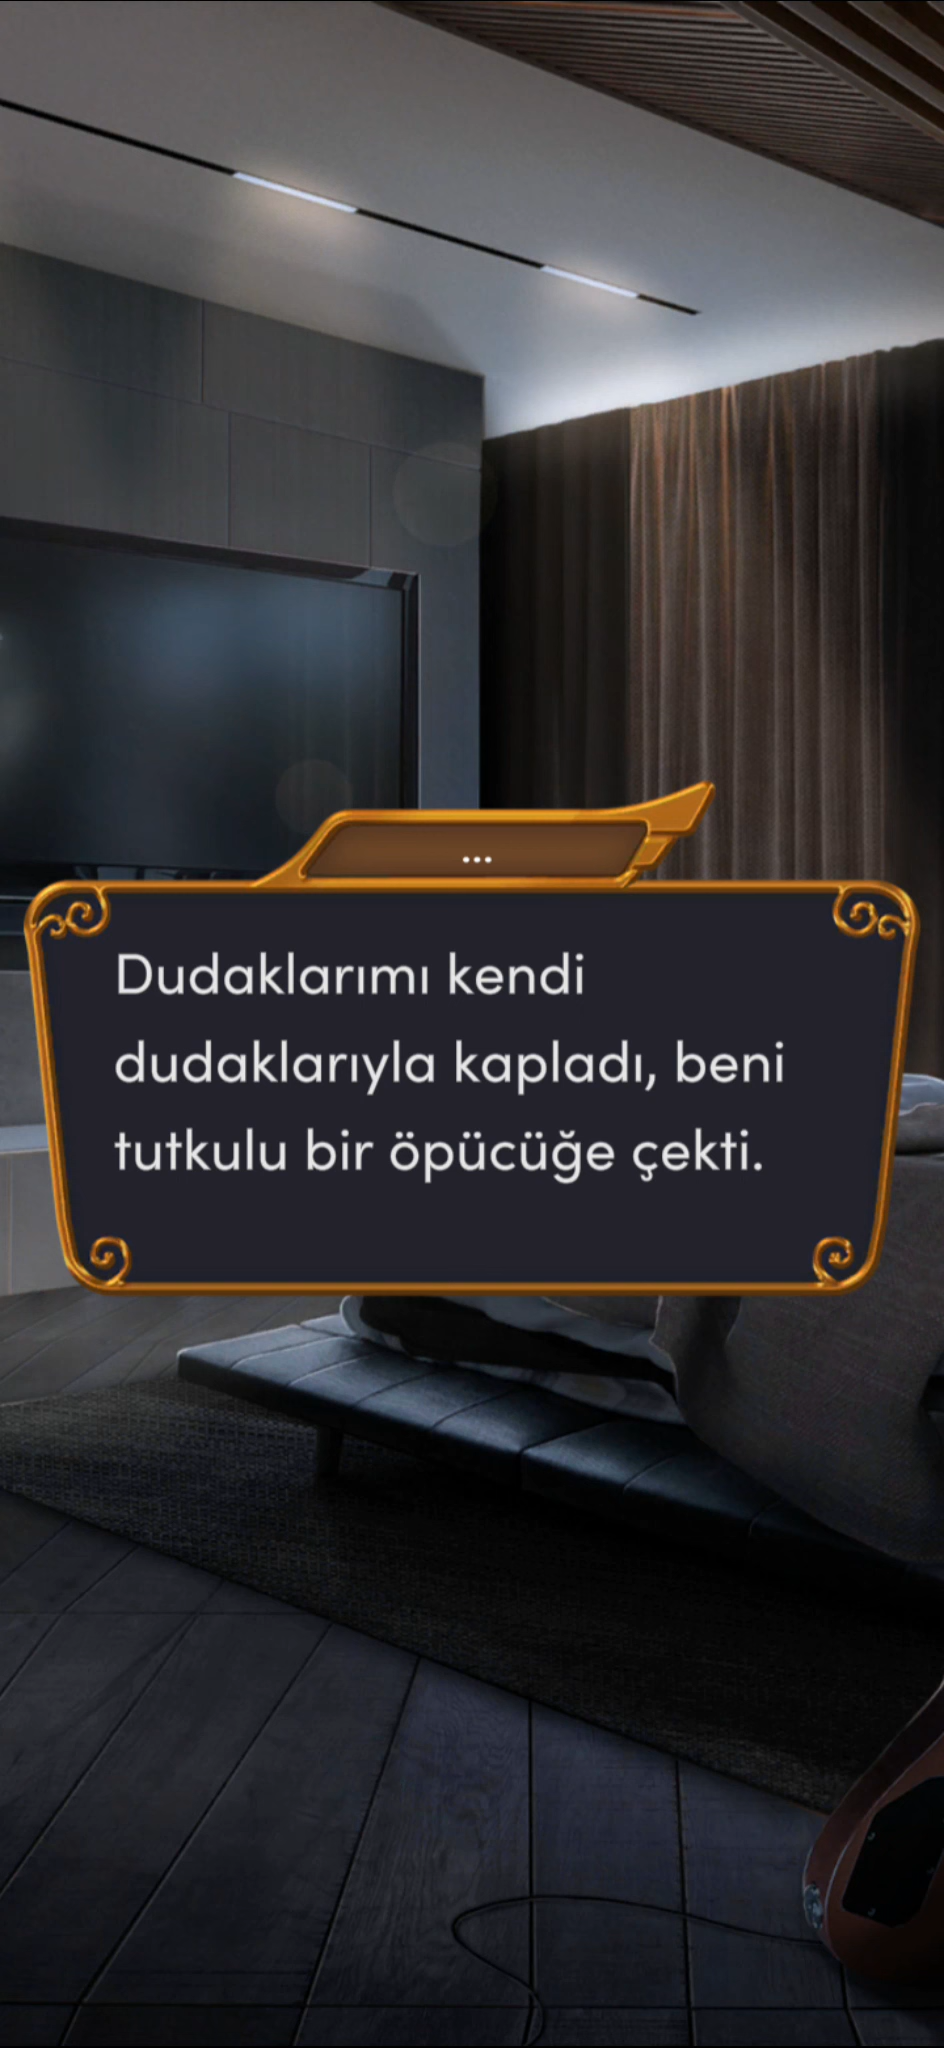 ...
Dudaklarımı kendi
dudaklarıyla kapladı, beni
tutkulu bir öpücüğe çekti.